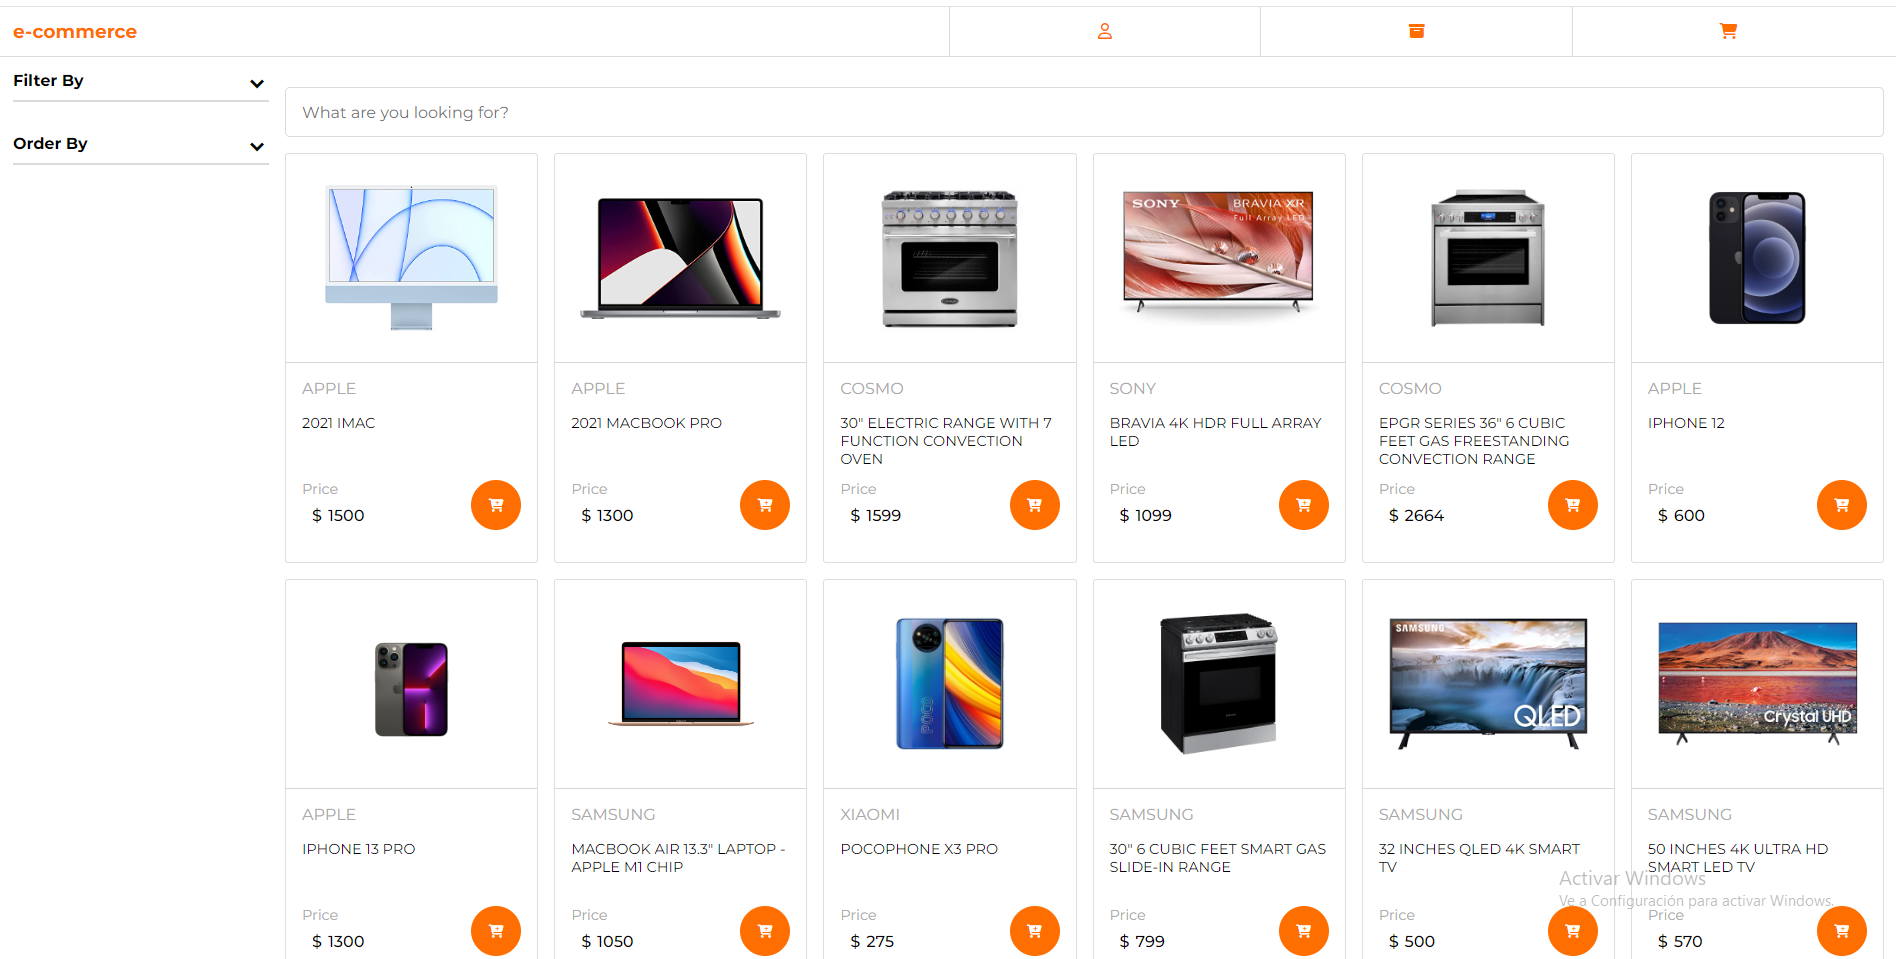 e-commerce
Filter By
Order By
What are you looking for?
SONY
BRAVIA XR
Full Array LED
APPLE
2021 IMAC
Price
$ 1500
APPLE
2021 MACBOOK PRO
Price
$ 1300
COSMO
30" ELECTRIC RANGE WITH 7
FUNCTION CONVECTION
OVEN
Price
$ 1599
SONY
BRAVIA 4K HDR FULL ARRAY
LED
Price
$ 1099
COSMO
EPGR SERIES 36" 6 CUBIC
FEET GAS FREESTANDING
CONVECTION RANGE
Price
$ 2664
APPLE
IPHONE 12
Price
$ 600
POCO
SAMSUNG
QLED
Crystal UHD
APPLE
IPHONE 13 PRO
Price
$ 1300
SAMSUNG
MACBOOK AIR 13.3" LAPTOP -
APPLE M1 CHIP
Price
$ 1050
XIAOMI
POCOPHONE X3 PRO
Price
$ 275
SAMSUNG
30" 6 CUBIC FEET SMART GAS
SLIDE-IN RANGE
Price
$ 799
SAMSUNG
32 INCHES QLED 4K SMART
TV
Price
$ 500
SAMSUNG
50 INCHES 4K ULTRA HD
SMART LED TV
Price
$ 570
Activar Windows
Ve a Configuración para activar Windows.